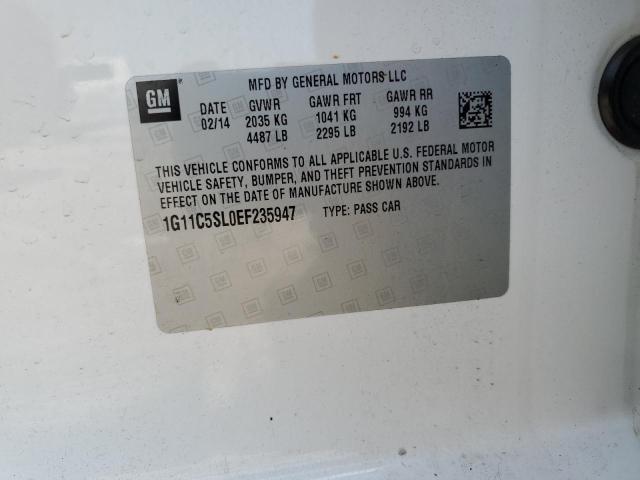 GM
MFD BY GENERAL MOTORS LLC
DATE GVWR GAWR FRT GAWR RR
02/14 2035 KG 1041 KG 994 KG
4487 LB 2295 LB 2192 LB
THIS VEHICLE CONFORMS TO ALL APPLICABLE U.S. FEDERAL MOTOR
VEHICLE SAFETY, BUMPER, AND THEFT PREVENTION STANDARDS IN
EFFECT ON THE DATE OF MANUFACTURE SHOWN ABOVE.
1G11C5SL0EF235947 TYPE: PASS CAR